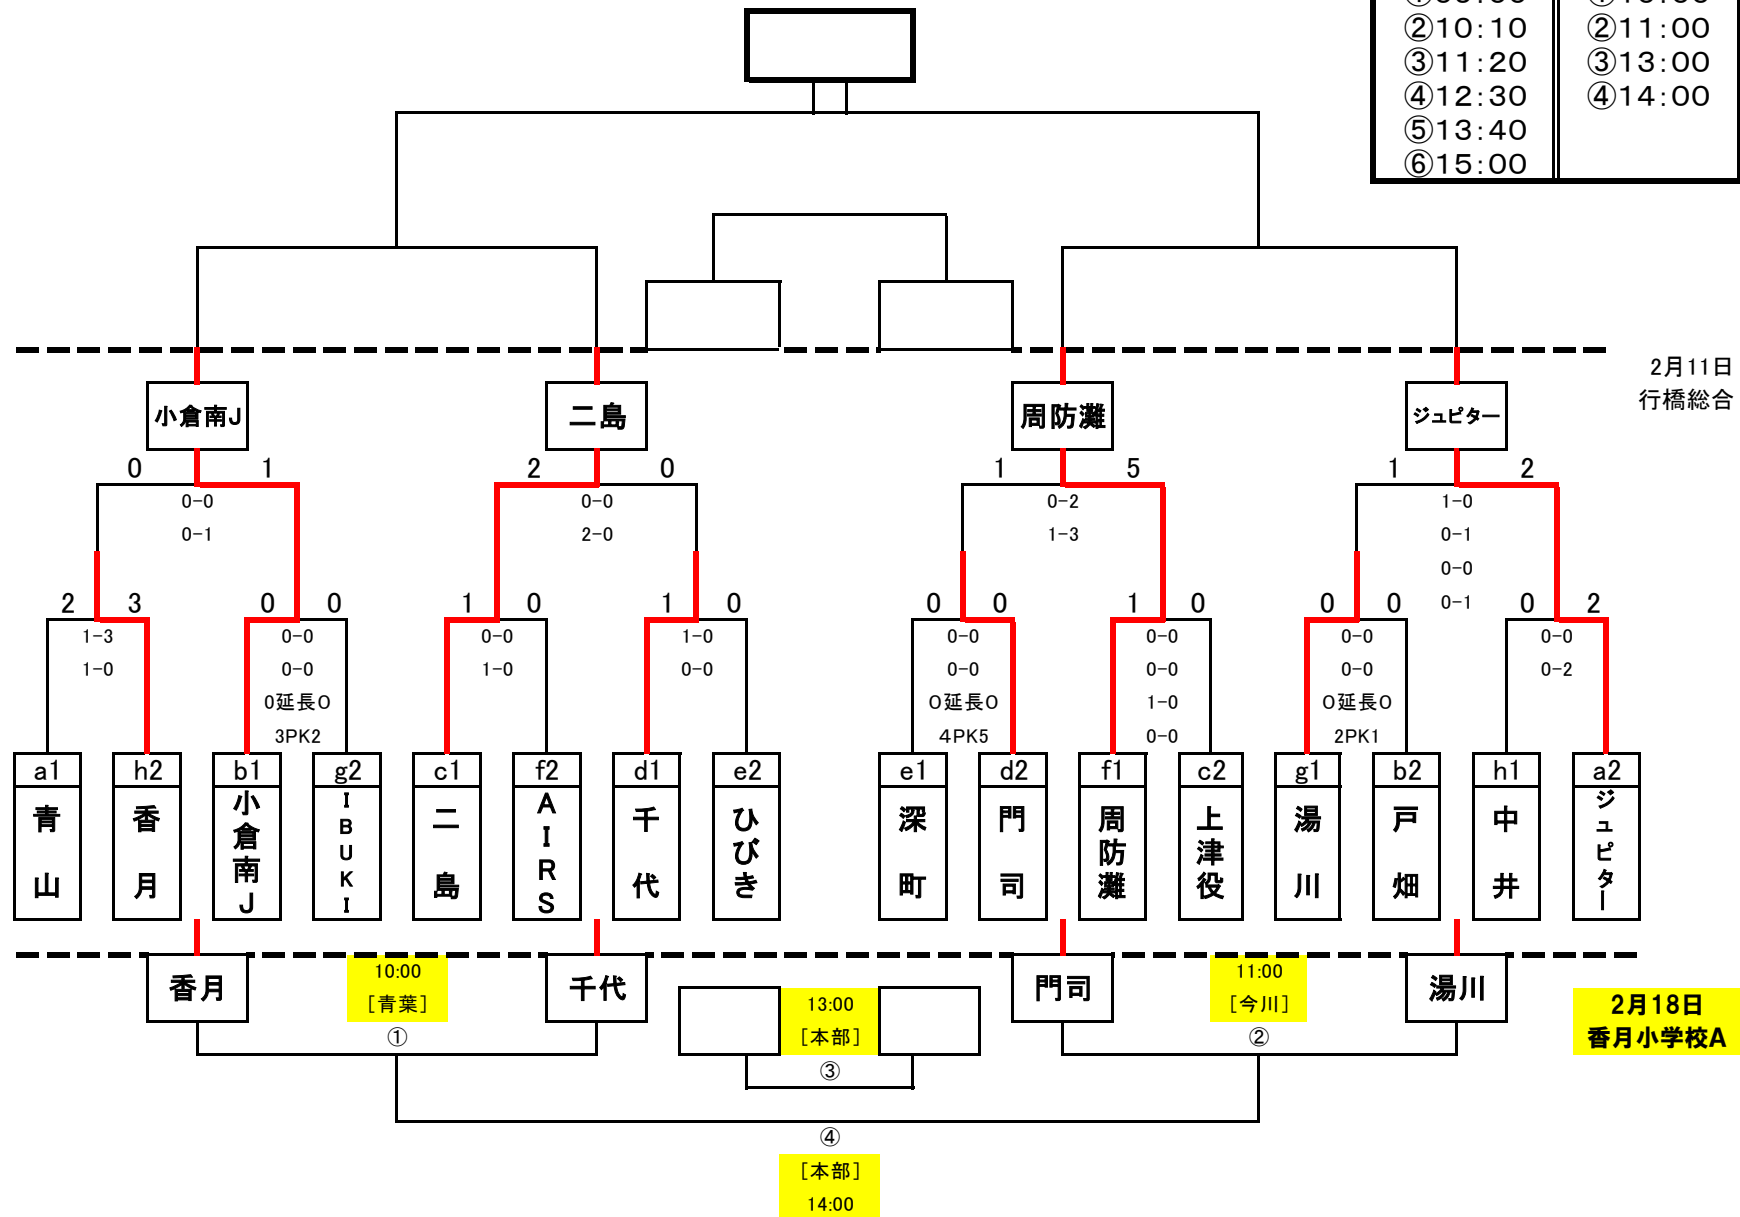 ②10:10 ②11:00
③11:20 ③13:00
④12:30 ④14:00
⑤13:40
⑥15:00
2月11日
行橋総合
小倉南J 二島 周防灘 ジュピター
0 1 2 0 1 5 1 2
0-0 0-0 0-2 1-0
0-1 2-0 1-3 0-1
0-0
0-1
2 3 0 0 1 0 1 0 0 0 1 0 0 0 0 2
1-3 0-0 0-0 1-0 0-0 0-0 0-0 0-0
1-0 0-0 1-0 0-0 0-0 0-0 0-0 0-2
0延長0 0延長0 1-0 0延長0
3PK2 4PK5 0-0 2PK1
a1 h2 b1 g2 c1 f2 d1 e2 e1 d2 f1 c2 g1 b2 h1 a2
青山
香月
小倉南J
IBUKI
二島
AIRS
千代
ひびき
深町
門司
周防灘
上津役
湯川
戸畑
中井
ジュピター
香月 千代 門司 湯川
10:00
[青葉]
①
13:00
[本部]
③
11:00
[今川]
②
2月18日
香月小学校A
④
[本部]
14:00